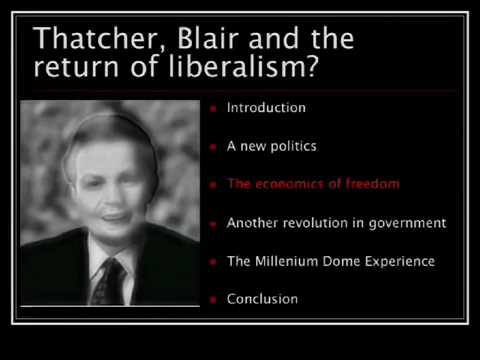 Thatcher, Blair and the
return of liberalism?
Introduction
A new politics
The economics of freedom
Another revolution in government
The Millenium Dome Experience
Conclusion